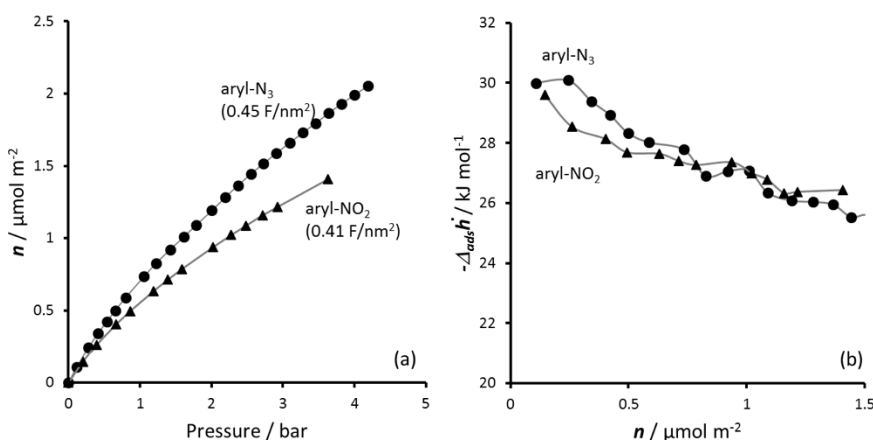 2.5
2
1.5
1
0.5
0
0 1 2 3 4 5
n / μmol m⁻²
Pressure / bar
aryl-N₃
(0.45 F/nm²)
aryl-NO₂
(0.41 F/nm²)
(a)
32
30
28
26
24
22
20
0 0.5 1 1.5
-Δadsḣ / kJ mol⁻¹
n / μmol m⁻²
aryl-N₃
aryl-NO₂
(b)